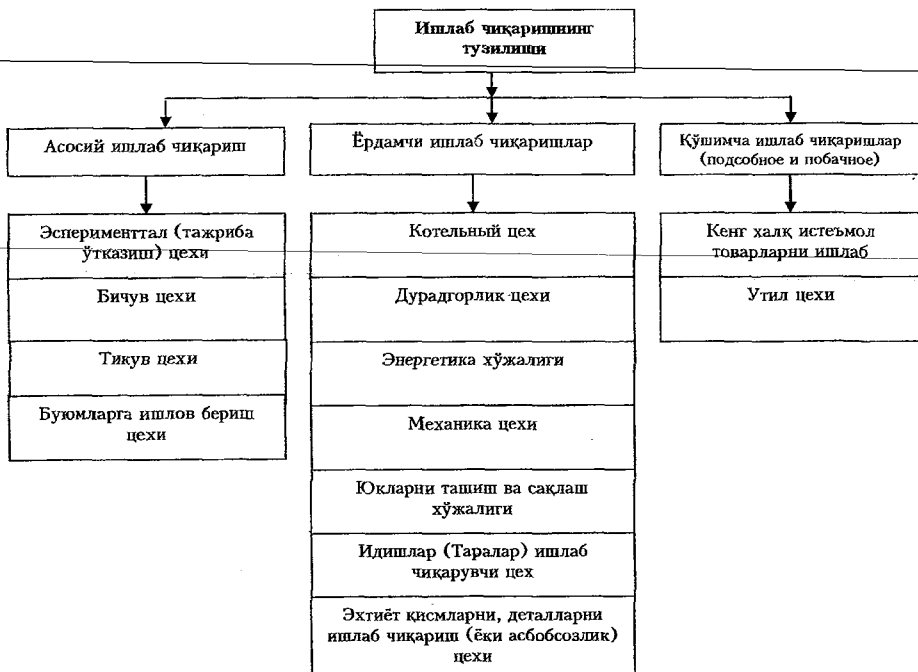 Ишлаб чиқаришнинг
тузилиши
Асосий ишлаб чиқариш
Ёрдамчи ишлаб чиқаришлар
Қўшимча ишлаб чиқаришлар
(подсобное и побачное)
Эсперименттал (тажриба
ўтказиш) цехи
Бичув цехи
Тикув цехи
Буюмларга ишлов бериш
цехи
Котельный цех
Дурадгорлик цехи
Энергетика хўжалиги
Механика цехи
Юкларни ташиш ва сақлаш
хўжалиги
Идишлар (Таралар) ишлаб
чиқарувчи цех
Эхтиёт қисмларни, деталларни
ишлаб чиқариш (ёки асбобсозлик)
цехи
Кенг халқ истеъмол
товарларни ишлаб
Утил цехи